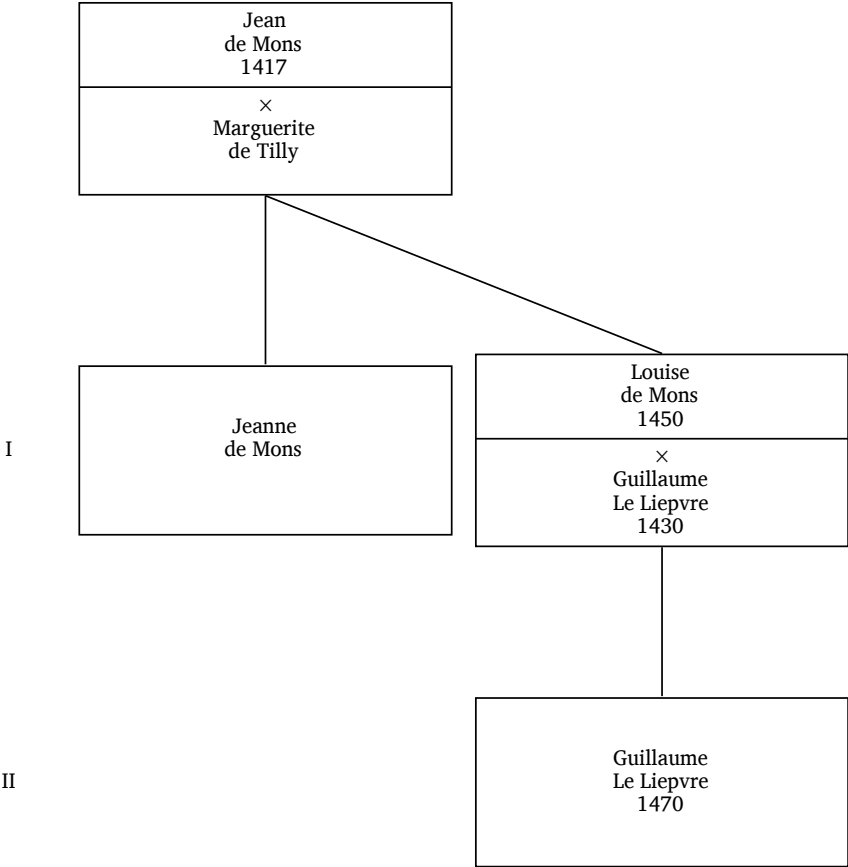 Jean
de Mons
1417
×
Marguerite
de Tilly
I
Jeanne
de Mons
Louise
de Mons
1450
×
Guillaume
Le Liepvre
1430
II
Guillaume
Le Liepvre
1470